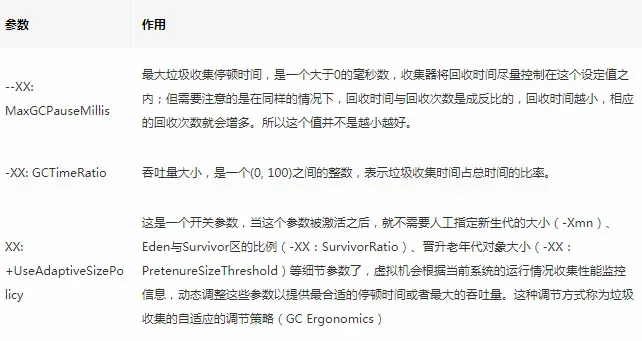 参数 作用
最大垃圾收集停顿时间，是一个大于0的毫秒数，收集器将回收时间尽量控制在这个设定值之
--XX:
内；但需要注意的是在同样的情况下，回收时间与回收次数是成反比的，回收时间越小，相应
MaxGCPauseMillis
的回收次数就会增多。所以这个值并不是越小越好。
-XX: GCTimeRatio 吞吐量大小，是一个(0, 100)之间的整数，表示垃圾收集时间占总时间的比率。
这是一个开关参数，当这个参数被激活之后，就不需要人工指定新生代的大小（-Xmn）、
XX:
Eden与Survivor区的比例（-XX：SurvivorRatio）、晋升老年代对象大小（-XX：
+UseAdaptiveSizePo
PretenureSizeThreshold）等细节参数了，虚拟机会根据当前系统的运行情况收集性能监控
licy
信息，动态调整这些参数以提供最合适的停顿时间或者最大的吞吐量。这种调节方式称为垃圾
收集的自适应的调节策略（GC Ergonomics）